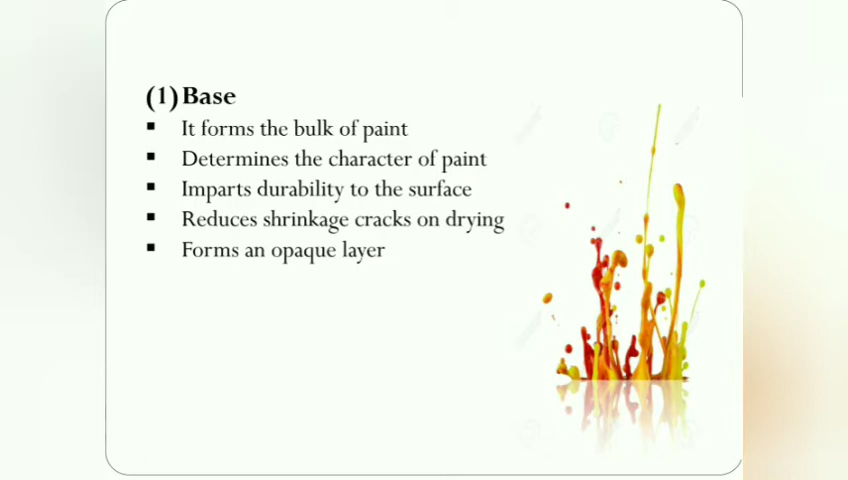 (1) Base
▪ It forms the bulk of paint
▪ Determines the character of paint
▪ Imparts durability to the surface
▪ Reduces shrinkage cracks on drying
▪ Forms an opaque layer